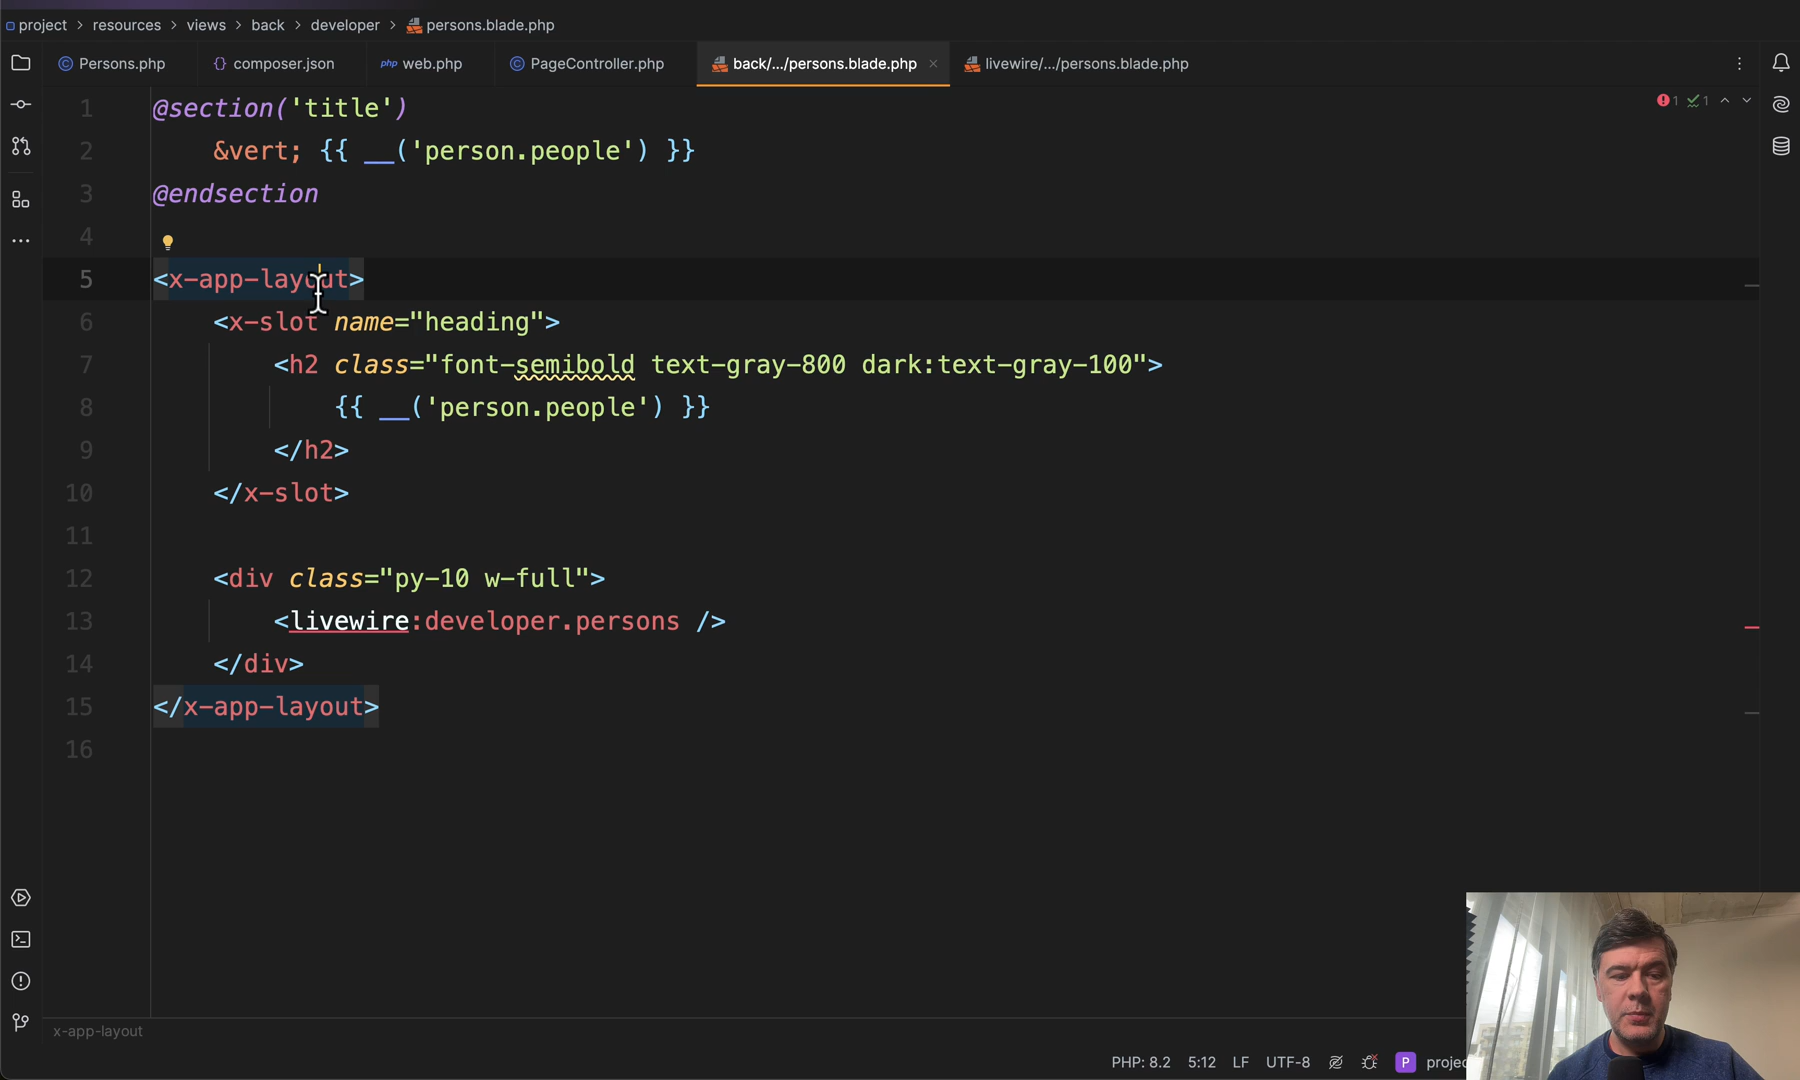 project > resources > views > back > developer > persons.blade.php
Persons.php
composer.json
php web.php
PageController.php
back/.../persons.blade.php
livewire/.../persons.blade.php
1 @section('title')
1 1
2 &vert; {{ __('person.people') }}
3 @endsection
4
5 <x-app-layout>
6 <x-slot name="heading">
7 <h2 class="font-semibold text-gray-800 dark:text-gray-100">
8 {{ __('person.people') }}
9 </h2>
10 </x-slot>
11
12 <div class="py-10 w-full">
13 <livewire:developer.persons />
14 </div>
15 </x-app-layout>
16
x-app-layout
PHP: 8.2 5:12 LF UTF-8 P projec